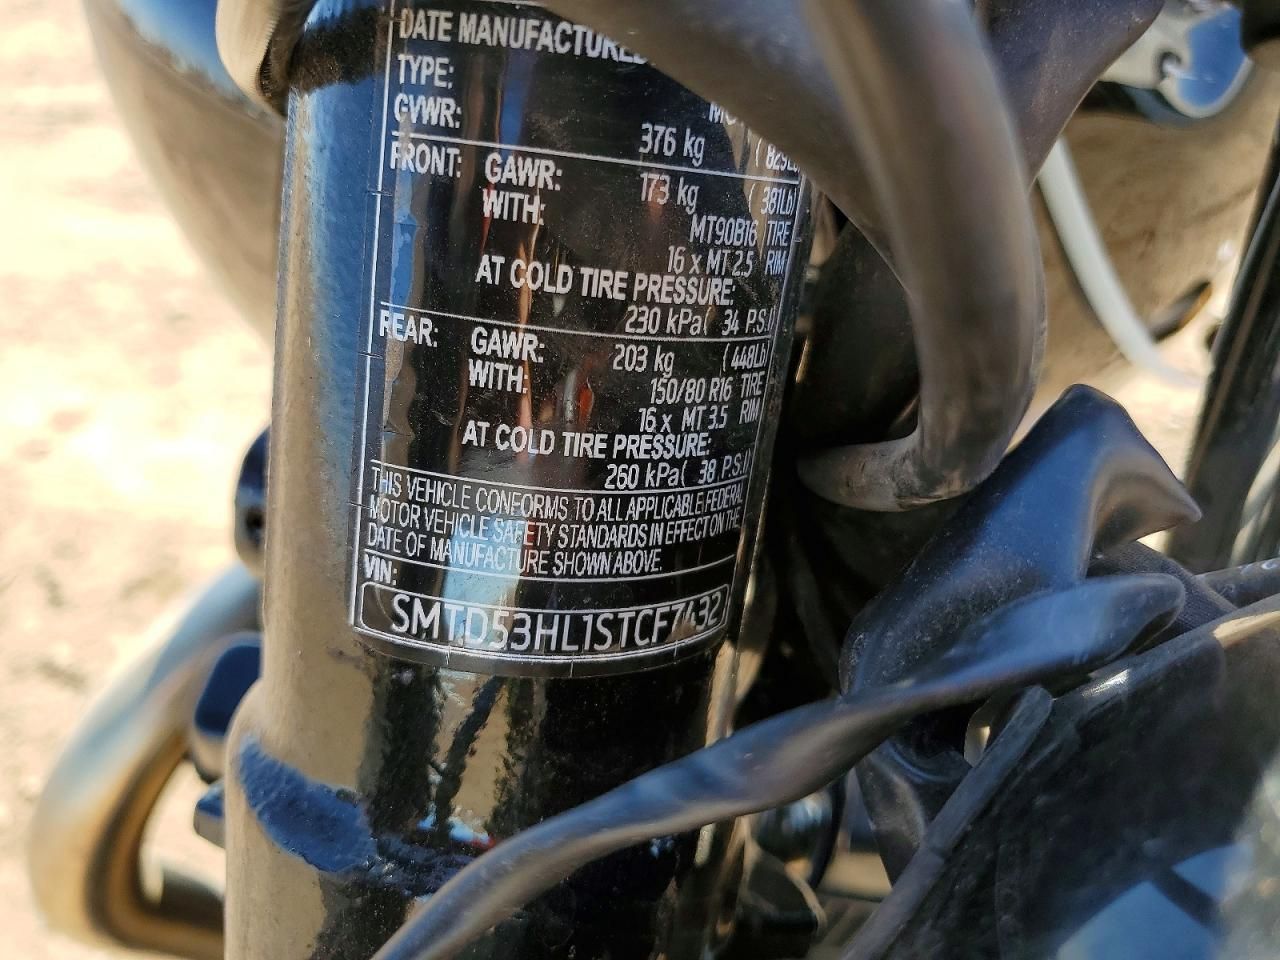 DATE MANUFACTURED
TYPE:
GVWR: 376 kg (829Lb
FRONT: GAWR: 173 kg (381Lb)
WITH: MT90B16 TIRE
16 x MT 2.5 RIM
AT COLD TIRE PRESSURE:
230 kPa( 34 P.S.I)
REAR: GAWR: 203 kg (448Lb)
WITH: 150/80 R16 TIRE
16 x MT 3.5 RIM
AT COLD TIRE PRESSURE:
260 kPa( 38 P.S.I)
THIS VEHICLE CONFORMS TO ALL APPLICABLE FEDERAL
MOTOR VEHICLE SAFETY STANDARDS IN EFFECT ON THE
DATE OF MANUFACTURE SHOWN ABOVE.
VIN: